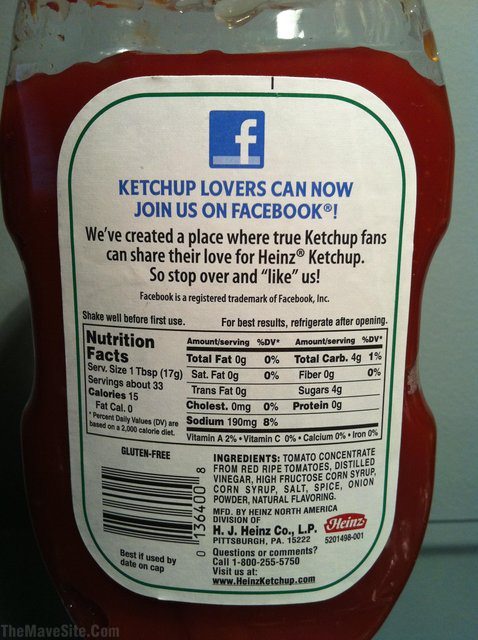 f
KETCHUP LOVERS CAN NOW
JOIN US ON FACEBOOK®!
We've created a place where true Ketchup fans
can share their love for Heinz® Ketchup.
So stop over and "like" us!
Facebook is a registered trademark of Facebook, Inc.
Shake well before first use. For best results, refrigerate after opening.
Nutrition
Facts
Serv. Size 1 Tbsp (17g)
Servings about 33
Calories 15
Fat Cal. 0
* Percent Daily Values (DV) are
based on a 2,000 calorie diet.
Amount/serving %DV* Amount/serving %DV*
Total Fat 0g 0% Total Carb. 4g 1%
Sat. Fat 0g 0% Fiber 0g 0%
Trans Fat 0g Sugars 4g
Cholest. 0mg 0% Protein 0g
Sodium 190mg 8%
Vitamin A 2% • Vitamin C 0% • Calcium 0% • Iron 0%
GLUTEN-FREE
0 136400 8
Best if used by
date on cap
INGREDIENTS: TOMATO CONCENTRATE
FROM RED RIPE TOMATOES, DISTILLED
VINEGAR, HIGH FRUCTOSE CORN SYRUP,
CORN SYRUP, SALT, SPICE, ONION
POWDER, NATURAL FLAVORING.
MFD. BY HEINZ NORTH AMERICA
DIVISION OF
H. J. Heinz Co., L.P.
PITTSBURGH, PA. 15222
Heinz
5201498-001
Questions or comments?
Call 1-800-255-5750
Visit us at:
www.HeinzKetchup.com
TheMaveSite.Com